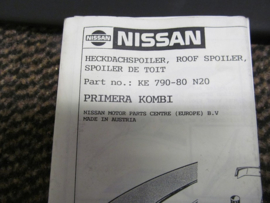 NISSAN
NISSAN
HECKDACHSPOILER, ROOF SPOILER,
SPOILER DE TOIT
Part no.: KE 790-80 N20
PRIMERA KOMBI
NISSAN MOTOR PARTS CENTRE (EUROPE) B.V
MADE IN AUSTRIA